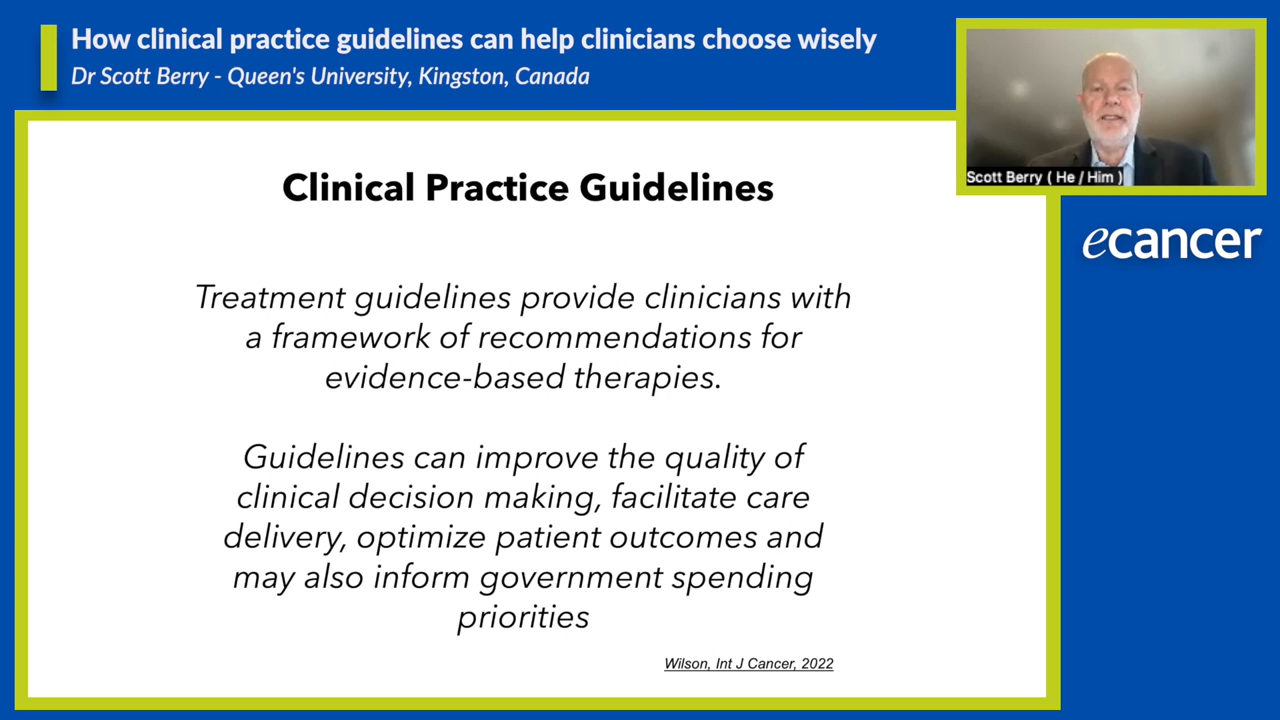 How clinical practice guidelines can help clinicians choose wisely
Dr Scott Berry - Queen's University, Kingston, Canada
Scott Berry ( He / Him )
ecancer
Clinical Practice Guidelines
Treatment guidelines provide clinicians with
a framework of recommendations for
evidence-based therapies.
Guidelines can improve the quality of
clinical decision making, facilitate care
delivery, optimize patient outcomes and
may also inform government spending
priorities
Wilson, Int J Cancer, 2022